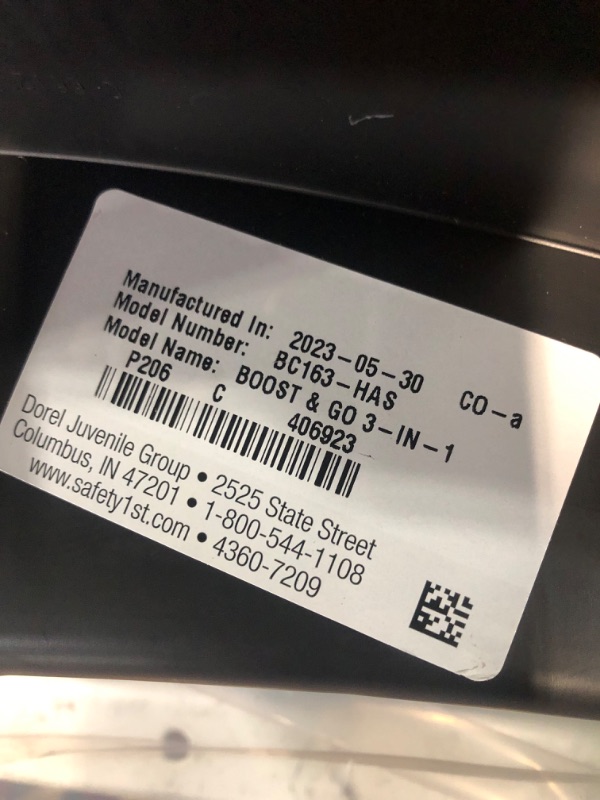 Manufactured In: 2023-05-30 CO-a
Model Number: BC163-HAS
Model Name: BOOST & GO 3-IN-1
P206 C 406923
Dorel Juvenile Group • 2525 State Street
Columbus, IN 47201 • 1-800-544-1108
www.safety1st.com • 4360-7209